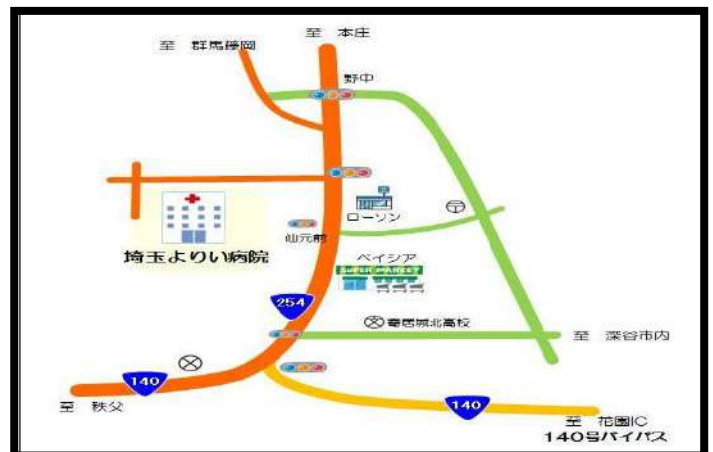 至 本庄
至 群馬藤岡
野中
ローソン
〒
仙元前
埼玉よりい病院
ベイシア
SUPER MARKET
254
寄居城北高校
至 深谷市内
140
140
至 秩父
至 花園IC
140号バイパス